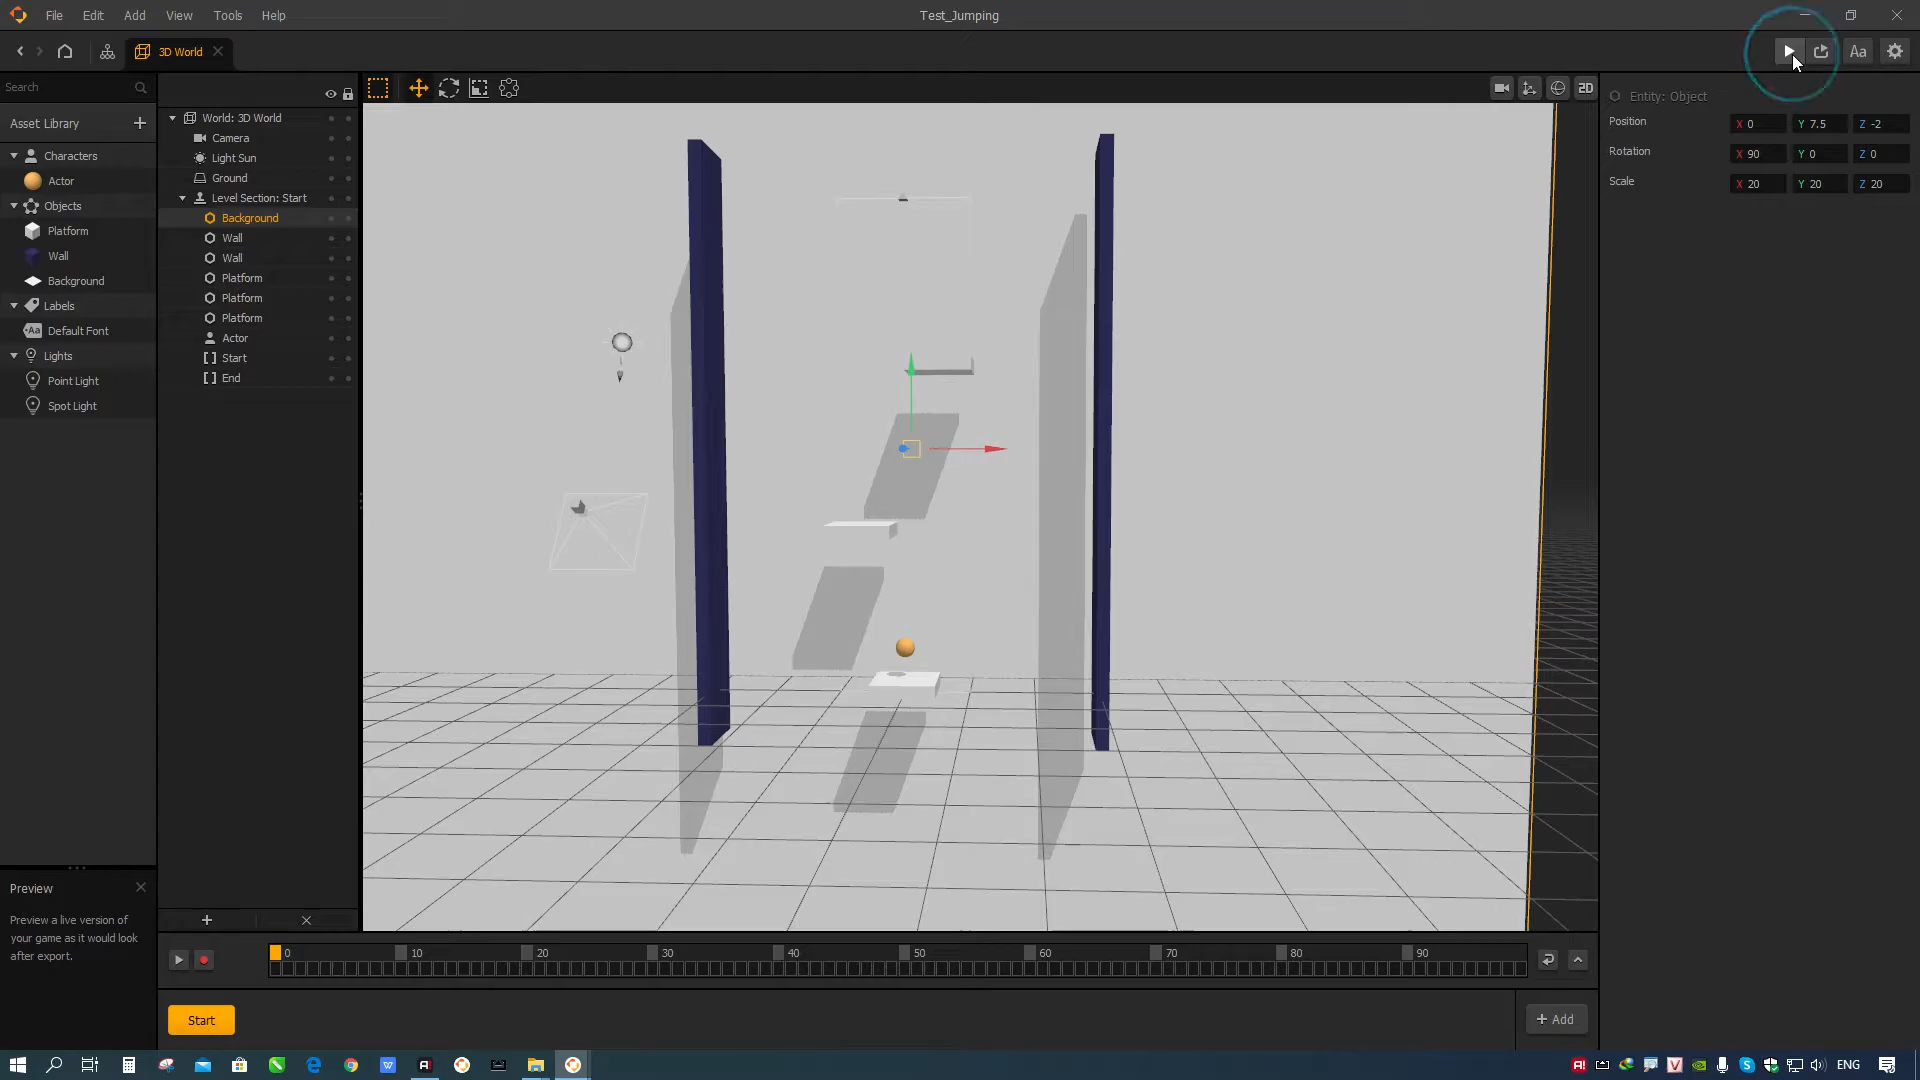 File Edit Add View Tools Help
Test_Jumping
3D World
Aa
Search
Asset Library
Characters
Actor
Objects
Platform
Wall
Background
Labels
Aa Default Font
Lights
Point Light
Spot Light
World: 3D World
Camera
Light Sun
Ground
Level Section: Start
Background
Wall
Wall
Platform
Platform
Platform
Actor
Start
End
2D
Entity: Object
Position X 0 Y 7.5 Z -2
Rotation X 90 Y 0 Z 0
Scale X 20 Y 20 Z 20
Preview
Preview a live version of
your game as it would look
after export.
0 10 20 30 40 50 60 70 80 90
Start
+ Add
ENG